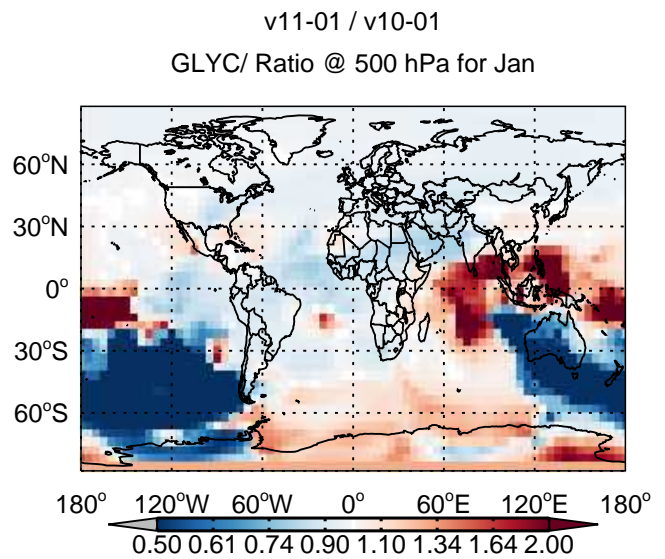 v11-01 / v10-01
GLYC/ Ratio @ 500 hPa for Jan
60°N
30°N
0°
30°S
60°S
180° 120°W 60°W 0° 60°E 120°E 180°
0.50 0.61 0.74 0.90 1.10 1.34 1.64 2.00